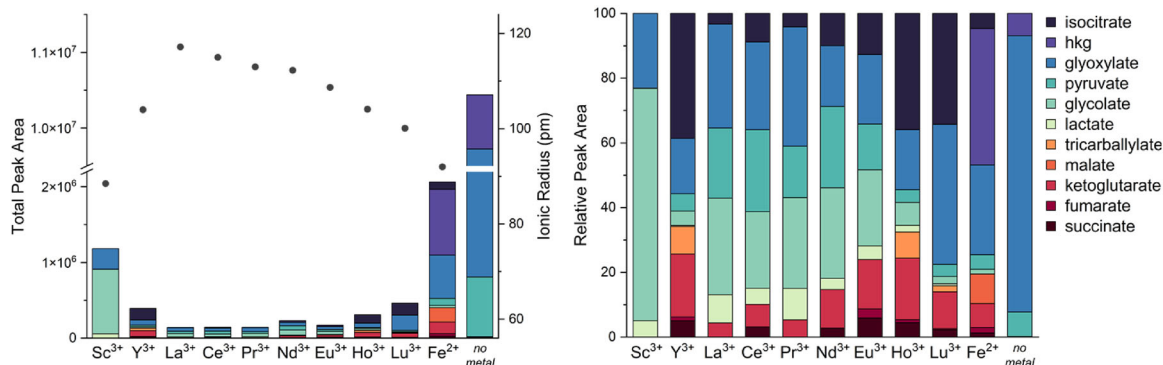 Total Peak Area
1.1×10⁷
1.0×10⁷
2×10⁶
1×10⁶
0
Sc³⁺ Y³⁺ La³⁺ Ce³⁺ Pr³⁺ Nd³⁺ Eu³⁺ Ho³⁺ Lu³⁺ Fe²⁺ no metal
120
100
80
60
Ionic Radius (pm)
Relative Peak Area
100
80
60
40
20
0
Sc³⁺ Y³⁺ La³⁺ Ce³⁺ Pr³⁺ Nd³⁺ Eu³⁺ Ho³⁺ Lu³⁺ Fe²⁺ no metal
isocitrate
hkg
glyoxylate
pyruvate
glycolate
lactate
tricarballylate
malate
ketoglutarate
fumarate
succinate